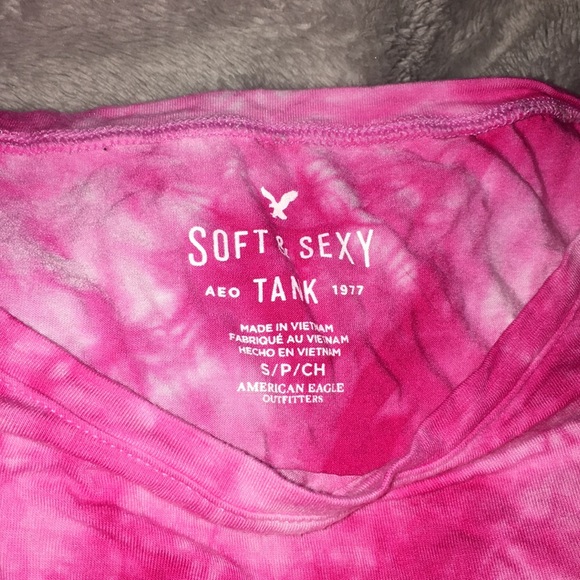 SOFT & SEXY
AEO TANK 1977
MADE IN VIETNAM
FABRIQUÉ AU VIETNAM
HECHO EN VIETNAM
S/P/CH
AMERICAN EAGLE
OUTFITTERS